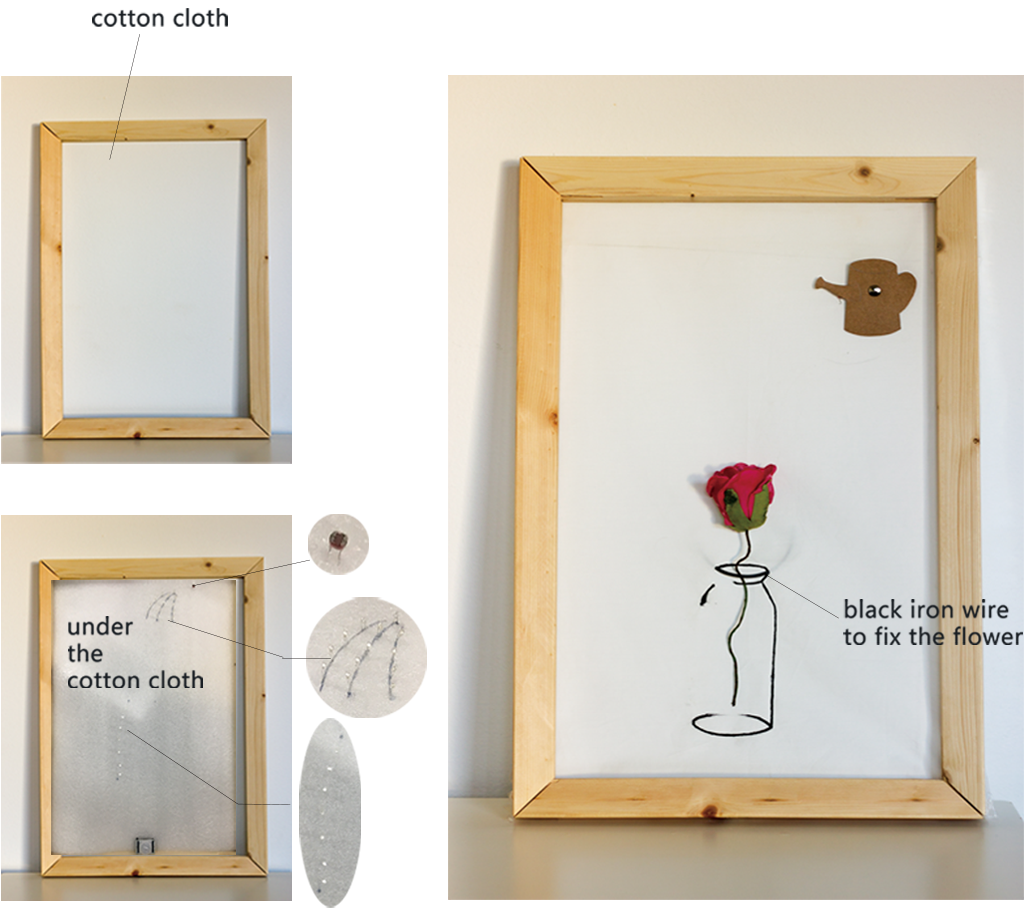 cotton cloth
under
the
cotton cloth
black iron wire
to fix the flower